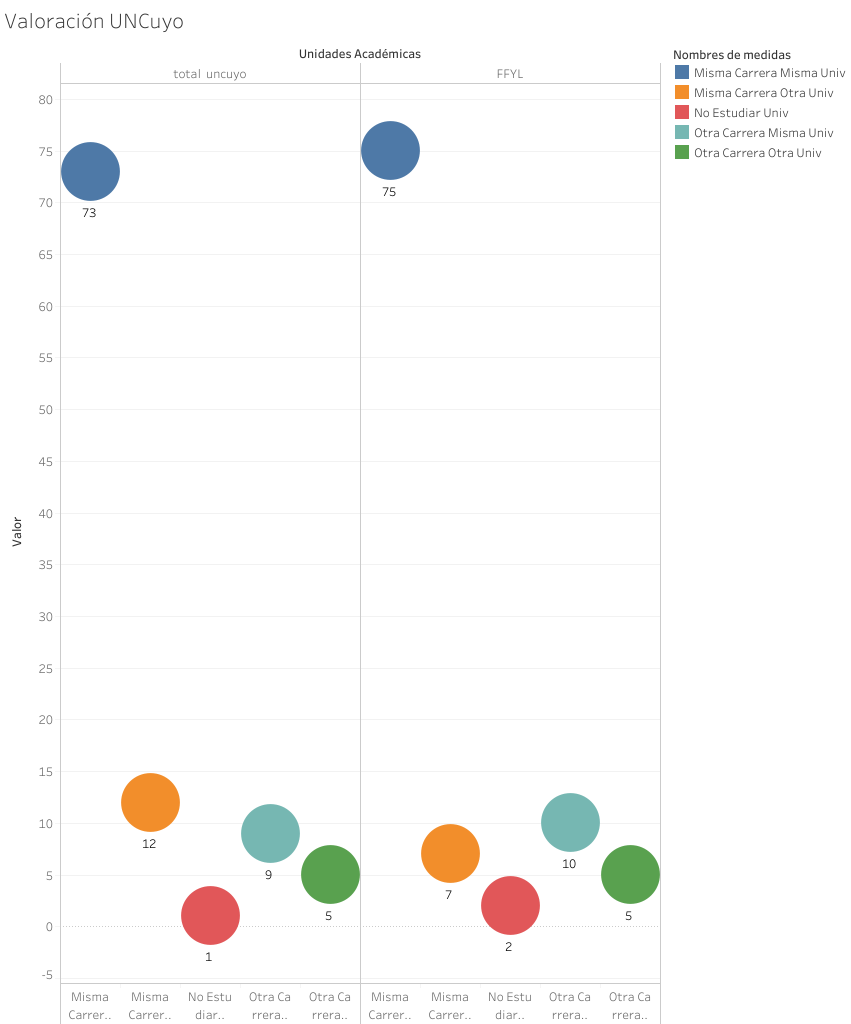 Valoración UNCuyo
Unidades Académicas
total uncuyo
FFYL
Nombres de medidas
Misma Carrera Misma Univ
Misma Carrera Otra Univ
No Estudiar Univ
Otra Carrera Misma Univ
Otra Carrera Otra Univ
Valor
80
75
70
65
60
55
50
45
40
35
30
25
20
15
10
5
0
-5
73
12
1
9
5
75
7
2
10
5
Misma
Carrer..
Misma
Carrer..
No Estu
diar..
Otra Ca
rrera..
Otra Ca
rrera..
Misma
Carrer..
Misma
Carrer..
No Estu
diar..
Otra Ca
rrera..
Otra Ca
rrera..